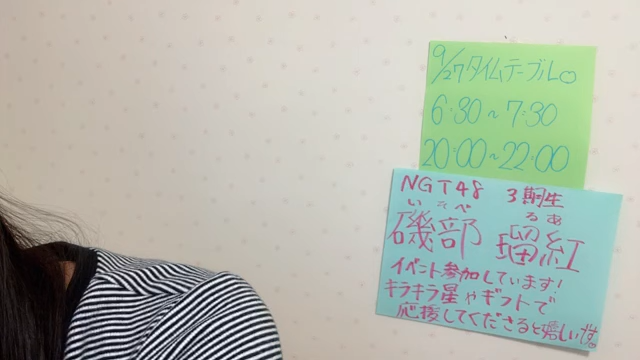 9/27タイムテーブル
6:30~7:30
20:00~22:00
NGT48 3期生
いそべ るあ
磯部 瑠紅
イベント参加しています!
キラキラ星やギフトで
応援してくださると嬉しいです。